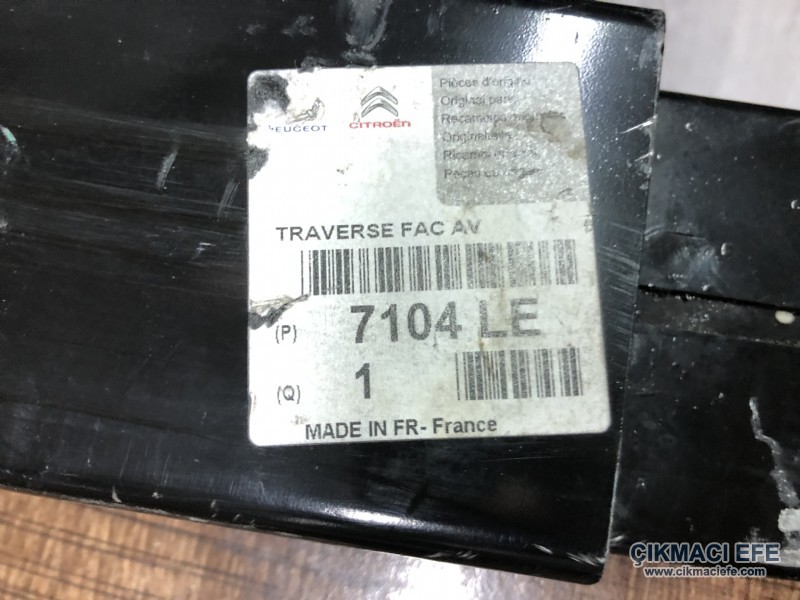 PEUGEOT
CITROËN
Pièces d'origine
Original parts
TRAVERSE FAC AV
(P) 7104 LE
(Q) 1
MADE IN FR- France
ÇIKMACI EFE
www.cikmaciefe.com